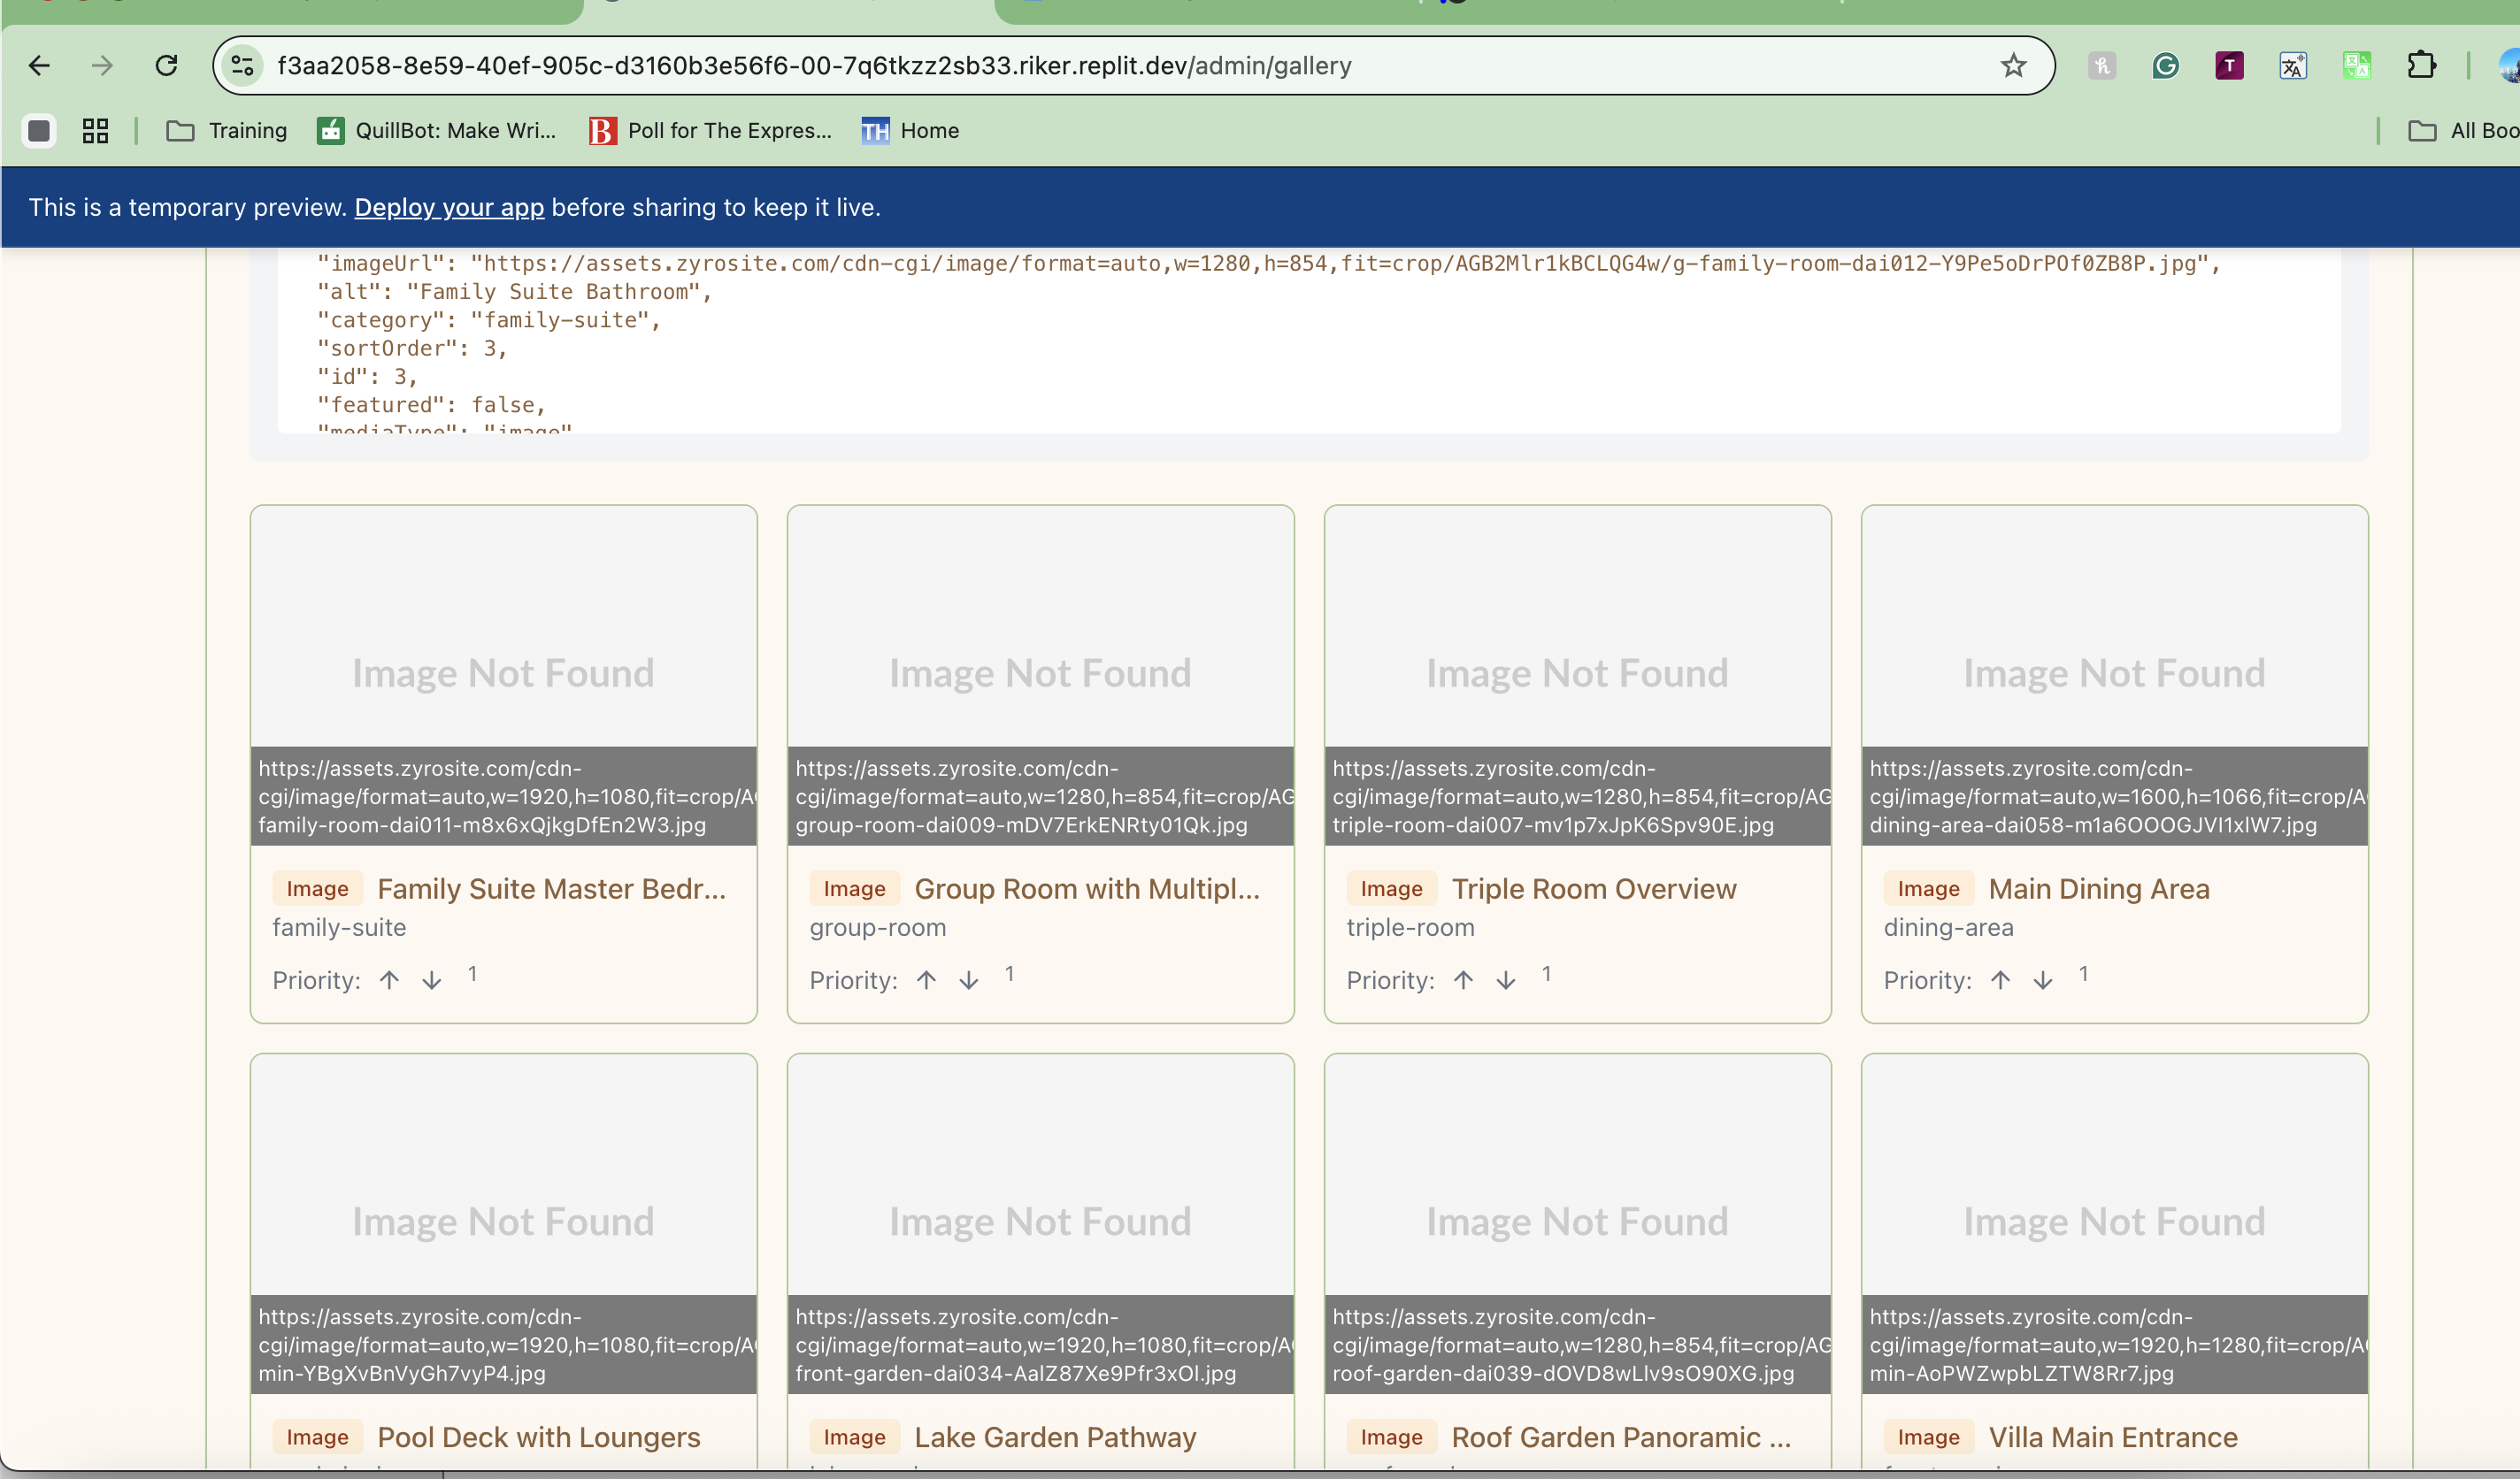 f3aa2058-8e59-40ef-905c-d3160b3e56f6-00-7q6tkzz2sb33.riker.replit.dev/admin/gallery
Training QuillBot: Make Wri... Poll for The Expres... Home All Boo
This is a temporary preview. Deploy your app before sharing to keep it live.
"imageUrl": "https://assets.zyrosite.com/cdn-cgi/image/format=auto,w=1280,h=854,fit=crop/AGB2Mlr1kBCLQG4w/g-family-room-dai012-Y9Pe5oDrPOf0ZB8P.jpg",
"alt": "Family Suite Bathroom",
"category": "family-suite",
"sortOrder": 3,
"id": 3,
"featured": false,
"mediaType": "image"
Image Not Found
https://assets.zyrosite.com/cdn-
cgi/image/format=auto,w=1920,h=1080,fit=crop/A
family-room-dai011-m8x6xQjkgDfEn2W3.jpg
Image Family Suite Master Bedr...
family-suite
Priority: ↑ ↓ 1
Image Not Found
https://assets.zyrosite.com/cdn-
cgi/image/format=auto,w=1280,h=854,fit=crop/AG
group-room-dai009-mDV7ErkENRty01Qk.jpg
Image Group Room with Multipl...
group-room
Priority: ↑ ↓ 1
Image Not Found
https://assets.zyrosite.com/cdn-
cgi/image/format=auto,w=1280,h=854,fit=crop/AG
triple-room-dai007-mv1p7xJpK6Spv90E.jpg
Image Triple Room Overview
triple-room
Priority: ↑ ↓ 1
Image Not Found
https://assets.zyrosite.com/cdn-
cgi/image/format=auto,w=1600,h=1066,fit=crop/A
dining-area-dai058-m1a6OOOGJVI1xlW7.jpg
Image Main Dining Area
dining-area
Priority: ↑ ↓ 1
Image Not Found
https://assets.zyrosite.com/cdn-
cgi/image/format=auto,w=1920,h=1080,fit=crop/A
min-YBgXvBnVyGh7vyP4.jpg
Image Pool Deck with Loungers
Image Not Found
https://assets.zyrosite.com/cdn-
cgi/image/format=auto,w=1920,h=1080,fit=crop/A
front-garden-dai034-AalZ87Xe9Pfr3xOl.jpg
Image Lake Garden Pathway
Image Not Found
https://assets.zyrosite.com/cdn-
cgi/image/format=auto,w=1280,h=854,fit=crop/AG
roof-garden-dai039-dOVD8wLlv9sO90XG.jpg
Image Roof Garden Panoramic ...
Image Not Found
https://assets.zyrosite.com/cdn-
cgi/image/format=auto,w=1920,h=1280,fit=crop/A
min-AoPWZwpbLZTW8Rr7.jpg
Image Villa Main Entrance